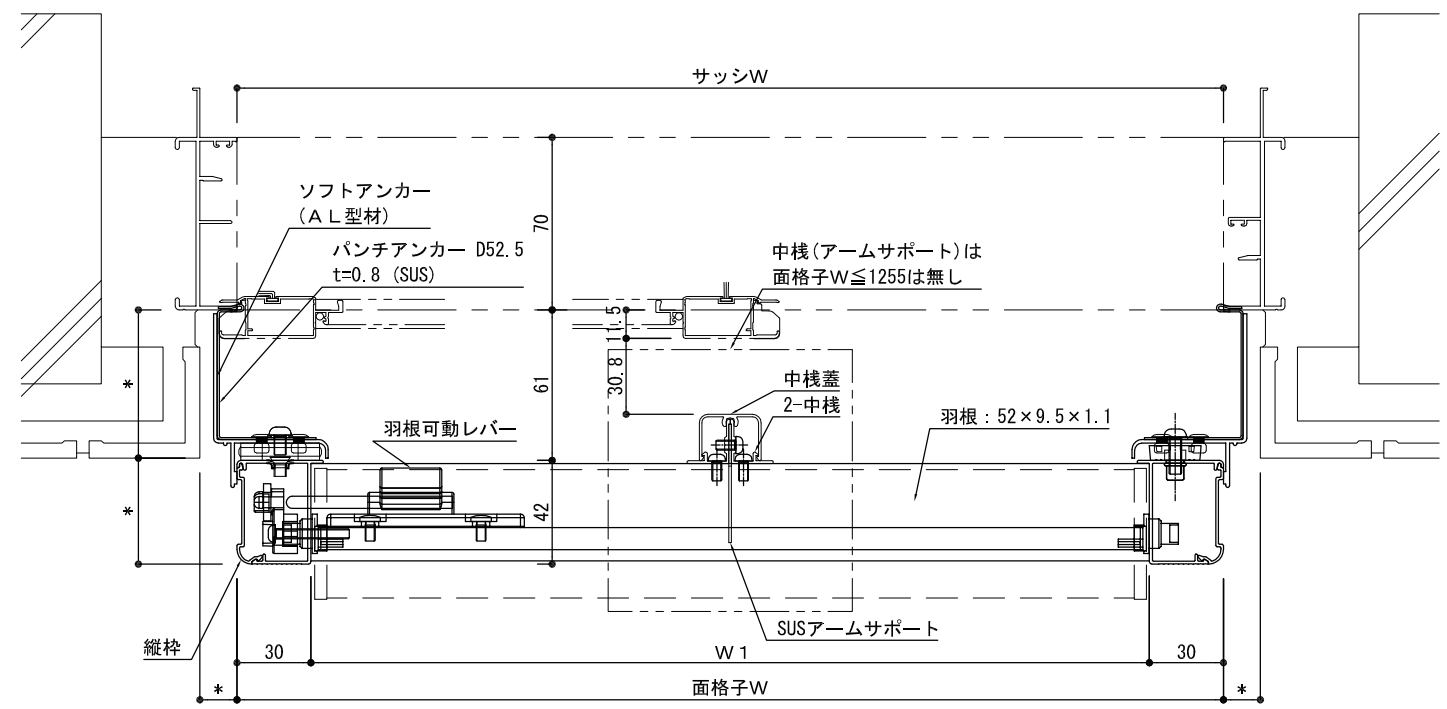 サッシW
ソフトアンカー
(AL型材)
パンチアンカー D52.5
t=0.8 (SUS)
70
中桟(アームサポート)は
面格子W≦1255は無し
11.5
30.8
61
*
中桟蓋
2-中桟
羽根可動レバー
羽根:52×9.5×1.1
*
42
SUSアームサポート
縦枠
30
W1
30
*
面格子W
*